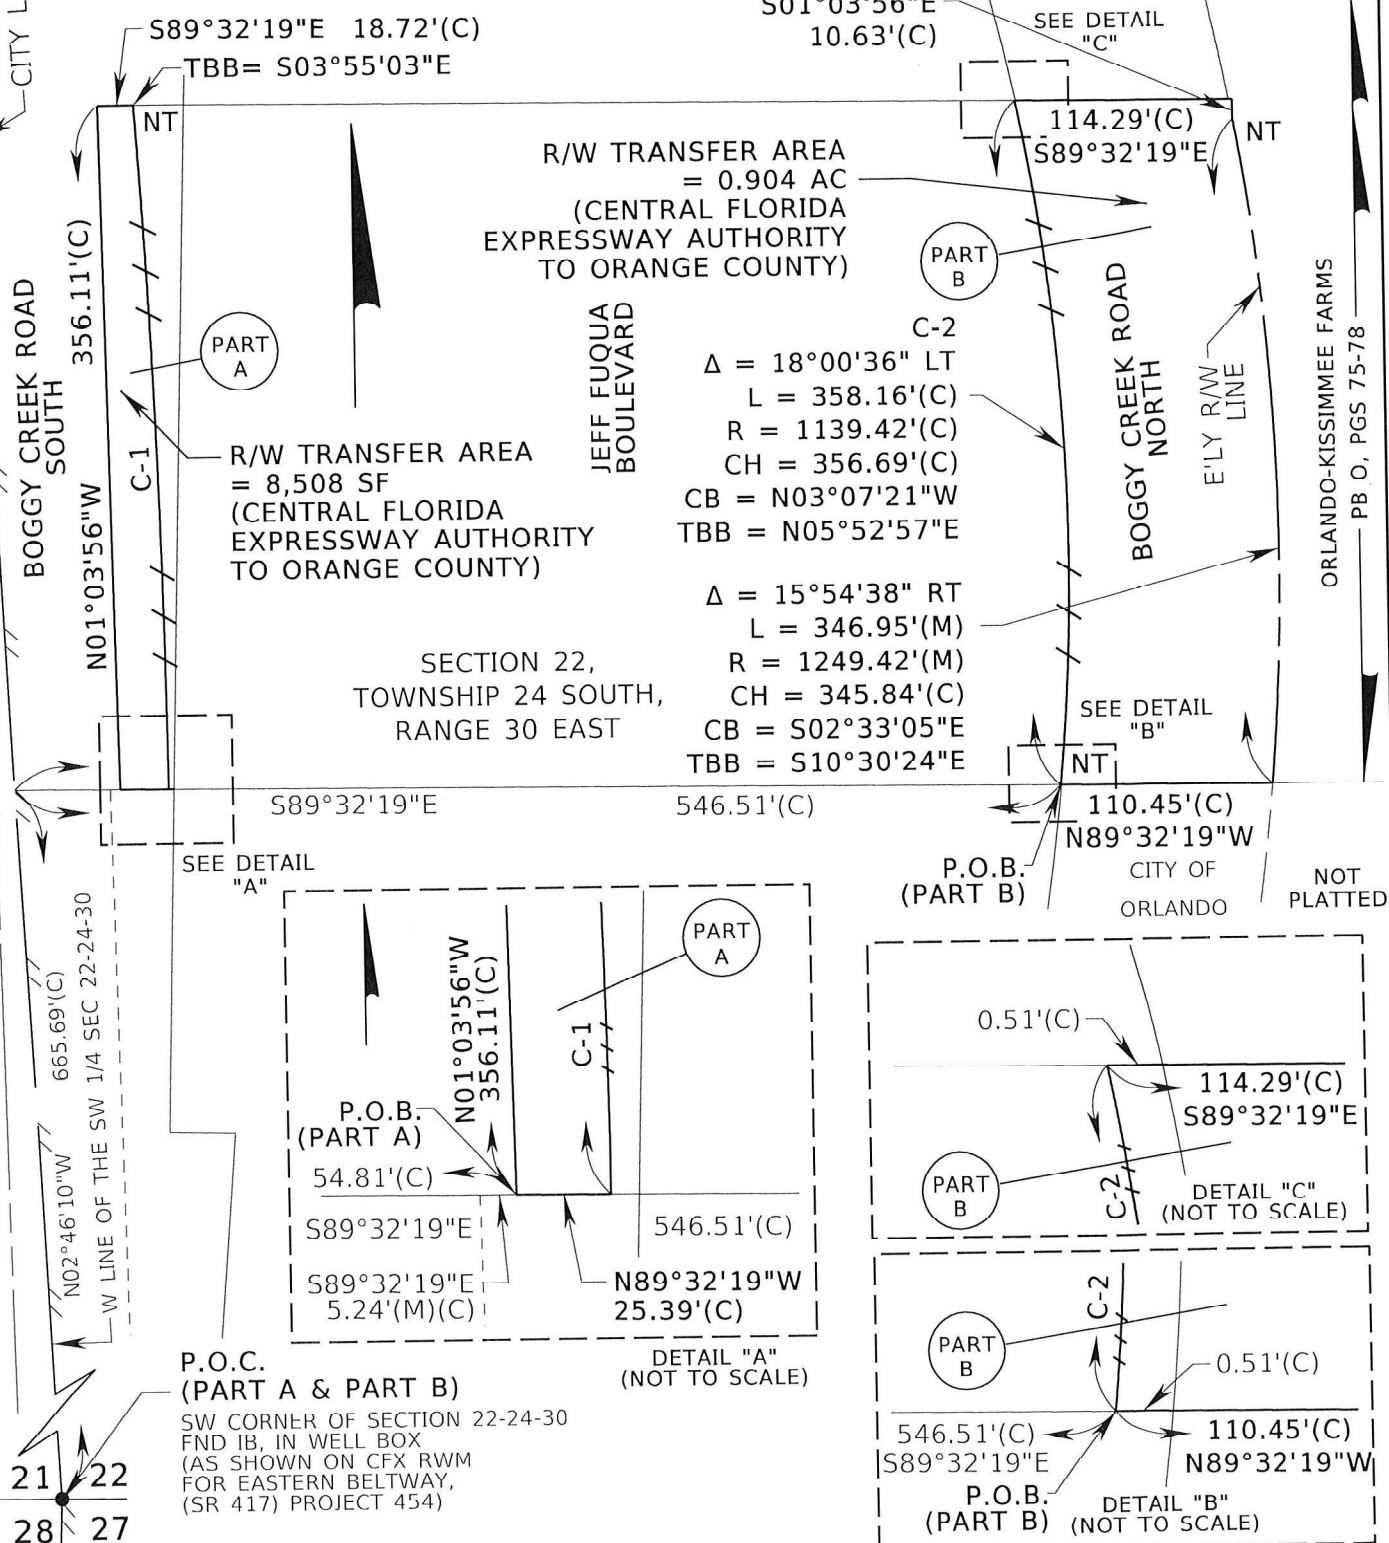 CITY L
S89°32'19"E 18.72'(C)
TBB= S03°55'03"E
NT
S01°03'56"E
10.63'(C)
SEE DETAIL
"C"
114.29'(C)
S89°32'19"E
NT
R/W TRANSFER AREA
= 0.904 AC
(CENTRAL FLORIDA
EXPRESSWAY AUTHORITY
TO ORANGE COUNTY)
PART
B
356.11'(C)
N01°03'56"W
BOGGY CREEK ROAD
SOUTH
C-1
PART
A
R/W TRANSFER AREA
= 8,508 SF
(CENTRAL FLORIDA
EXPRESSWAY AUTHORITY
TO ORANGE COUNTY)
JEFF FUQUA
BOULEVARD
C-2
Δ = 18°00'36" LT
L = 358.16'(C)
R = 1139.42'(C)
CH = 356.69'(C)
CB = N03°07'21"W
TBB = N05°52'57"E
Δ = 15°54'38" RT
L = 346.95'(M)
R = 1249.42'(M)
CH = 345.84'(C)
CB = S02°33'05"E
TBB = S10°30'24"E
BOGGY CREEK ROAD
NORTH
E'LY R/W
LINE
ORLANDO-KISSIMMEE FARMS
PB O, PGS 75-78
SECTION 22,
TOWNSHIP 24 SOUTH,
RANGE 30 EAST
SEE DETAIL
"B"
NT
S89°32'19"E 546.51'(C)
110.45'(C)
N89°32'19"W
SEE DETAIL
"A"
P.O.B.
(PART B)
CITY OF
ORLANDO
NOT
PLATTED
665.69'(C)
N02°46'10"W
W LINE OF THE SW 1/4 SEC 22-24-30
PART
A
N01°03'56"W
356.11'(C)
C-1
P.O.B.
(PART A)
54.81'(C)
S89°32'19"E
546.51'(C)
S89°32'19"E
5.24'(M)(C)
N89°32'19"W
25.39'(C)
DETAIL "A"
(NOT TO SCALE)
0.51'(C)
114.29'(C)
S89°32'19"E
PART
B
C-2
DETAIL "C"
(NOT TO SCALE)
C-2
PART
B
0.51'(C)
546.51'(C)
S89°32'19"E
110.45'(C)
N89°32'19"W
P.O.B.
(PART B)
DETAIL "B"
(NOT TO SCALE)
P.O.C.
(PART A & PART B)
SW CORNER OF SECTION 22-24-30
FND IB, IN WELL BOX
(AS SHOWN ON CFX RWM
FOR EASTERN BELTWAY,
(SR 417) PROJECT 454)
21 22
28 27